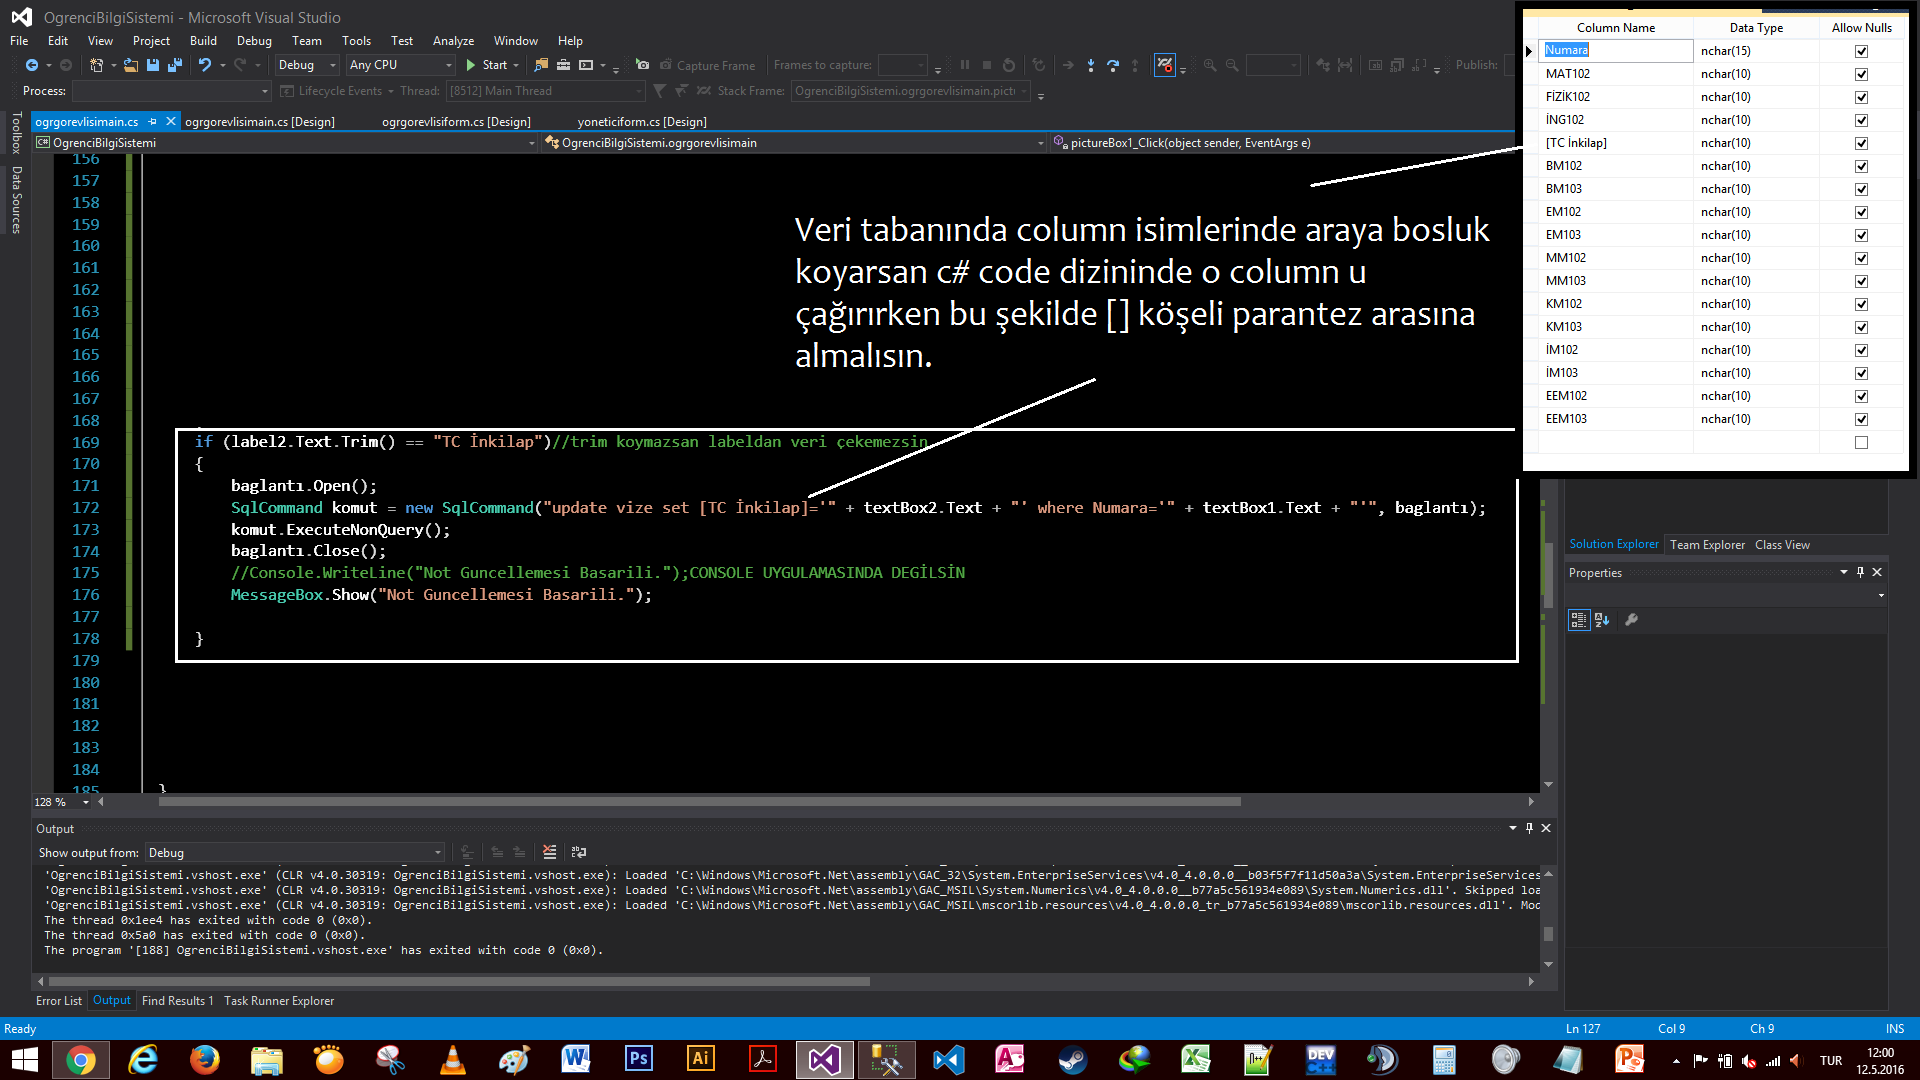 OgrenciBilgiSistemi - Microsoft Visual Studio
File Edit View Project Build Debug Team Tools Test Analyze Window Help
Debug Any CPU Start Capture Frame Frames to capture: Publish:
Process: Lifecycle Events Thread: [8512] Main Thread Stack Frame: OgrenciBilgiSistemi.ogrgorevlisimain.pict
ogrgorevlisimain.cs ogrgorevlisimain.cs [Design] ogrgorevlisiform.cs [Design] yoneticiform.cs [Design]
OgrenciBilgiSistemi OgrenciBilgiSistemi.ogrgorevlisimain pictureBox1_Click(object sender, EventArgs e)
Toolbox
Data Sources
Column Name Data Type Allow Nulls
Numara nchar(15)
MAT102 nchar(10)
FİZİK102 nchar(10)
İNG102 nchar(10)
[TC İnkilap] nchar(10)
BM102 nchar(10)
BM103 nchar(10)
EM102 nchar(10)
EM103 nchar(10)
MM102 nchar(10)
MM103 nchar(10)
KM102 nchar(10)
KM103 nchar(10)
İM102 nchar(10)
İM103 nchar(10)
EEM102 nchar(10)
EEM103 nchar(10)
Veri tabanında column isimlerinde araya bosluk
koyarsan c# code dizininde o column u
çağırırken bu şekilde [] köşeli parantez arasına
almalısın.
156
157
158
159
160
161
162
163
164
165
166
167
168
169 if (label2.Text.Trim() == "TC İnkilap")//trim koymazsan labeldan veri çekemezsin
170 {
171 baglantı.Open();
172 SqlCommand komut = new SqlCommand("update vize set [TC İnkilap]='" + textBox2.Text + "' where Numara='" + textBox1.Text + "'", baglantı);
173 komut.ExecuteNonQuery();
174 baglantı.Close();
175 //Console.WriteLine("Not Guncellemesi Basarili.");CONSOLE UYGULAMASINDA DEGİLSİN
176 MessageBox.Show("Not Guncellemesi Basarili.");
177
178 }
179
180
181
182
183
184
185 }
128 %
Solution Explorer Team Explorer Class View
Properties
Output
Show output from: Debug
'OgrenciBilgiSistemi.vshost.exe' (CLR v4.0.30319: OgrenciBilgiSistemi.vshost.exe): Loaded 'C:\Windows\Microsoft.Net\assembly\GAC_32\System.EnterpriseServices\v4.0_4.0.0.0__b03f5f7f11d50a3a\System.EnterpriseServices
'OgrenciBilgiSistemi.vshost.exe' (CLR v4.0.30319: OgrenciBilgiSistemi.vshost.exe): Loaded 'C:\Windows\Microsoft.Net\assembly\GAC_MSIL\System.Numerics\v4.0_4.0.0.0__b77a5c561934e089\System.Numerics.dll'. Skipped loa
'OgrenciBilgiSistemi.vshost.exe' (CLR v4.0.30319: OgrenciBilgiSistemi.vshost.exe): Loaded 'C:\Windows\Microsoft.Net\assembly\GAC_MSIL\mscorlib.resources\v4.0_4.0.0.0_tr_b77a5c561934e089\mscorlib.resources.dll'. Mod
The thread 0x1ee4 has exited with code 0 (0x0).
The thread 0x5a0 has exited with code 0 (0x0).
The program '[188] OgrenciBilgiSistemi.vshost.exe' has exited with code 0 (0x0).
Error List Output Find Results 1 Task Runner Explorer
Ready Ln 127 Col 9 Ch 9 INS
TUR 12:00
12.5.2016